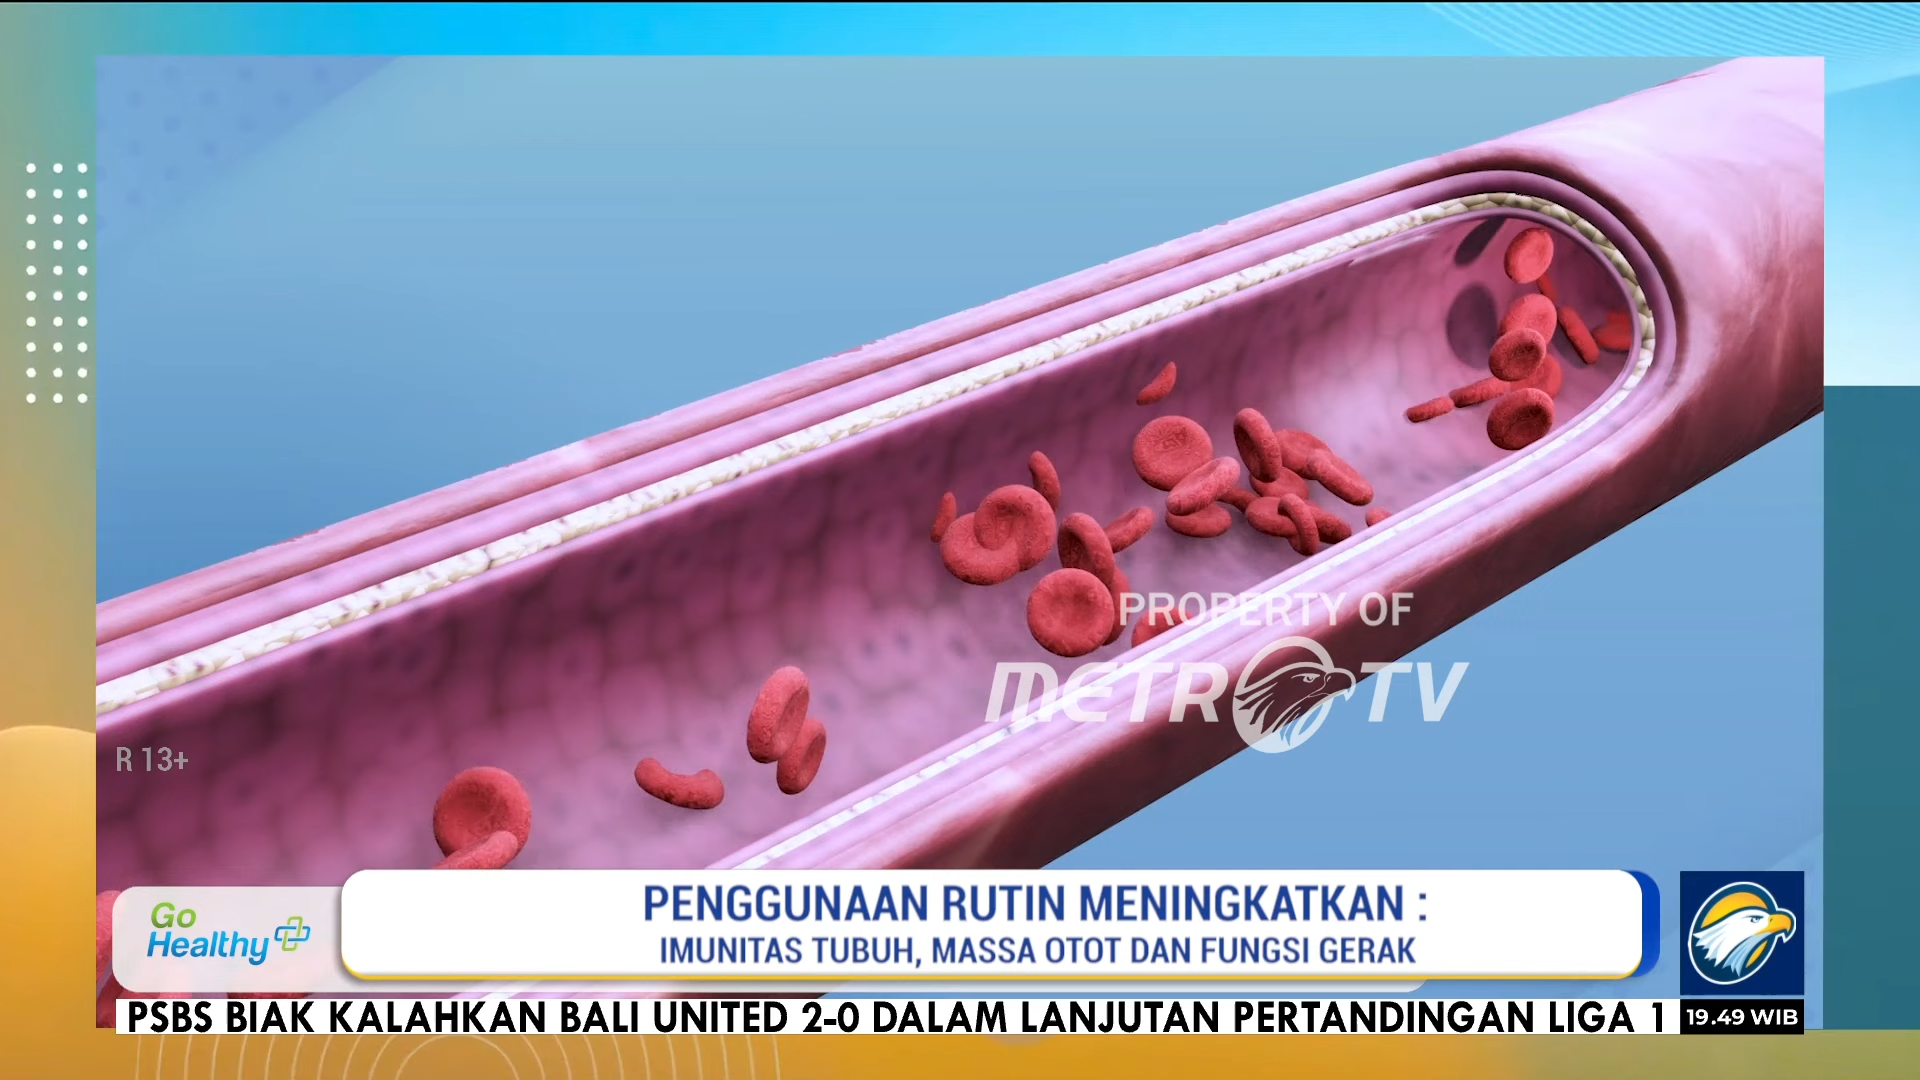 PROPERTY OF
METRO TV
R 13+
Go
Healthy
PENGGUNAAN RUTIN MENINGKATKAN :
IMUNITAS TUBUH, MASSA OTOT DAN FUNGSI GERAK
PSBS BIAK KALAHKAN BALI UNITED 2-0 DALAM LANJUTAN PERTANDINGAN LIGA 1
19.49 WIB